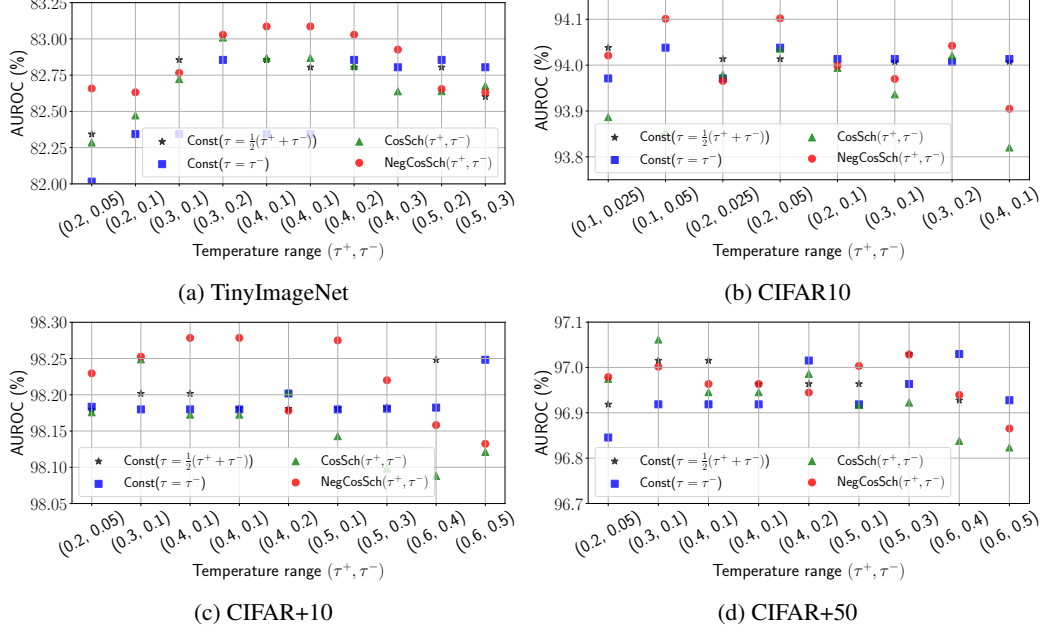 83.25
83.00
82.75
82.50
82.25
82.00
AUROC (%)
Const(τ = ½(τ⁺ + τ⁻))
Const(τ = τ⁻)
CosSch(τ⁺, τ⁻)
NegCosSch(τ⁺, τ⁻)
(0.2, 0.05) (0.2, 0.1) (0.3, 0.1) (0.3, 0.2) (0.4, 0.1) (0.4, 0.1) (0.4, 0.2) (0.4, 0.3) (0.5, 0.2) (0.5, 0.3)
Temperature range (τ⁺, τ⁻)
(a) TinyImageNet
94.1
94.0
93.9
93.8
AUROC (%)
Const(τ = ½(τ⁺ + τ⁻))
Const(τ = τ⁻)
CosSch(τ⁺, τ⁻)
NegCosSch(τ⁺, τ⁻)
(0.1, 0.025) (0.1, 0.05) (0.2, 0.025) (0.2, 0.05) (0.2, 0.1) (0.3, 0.1) (0.3, 0.2) (0.4, 0.1)
Temperature range (τ⁺, τ⁻)
(b) CIFAR10
98.30
98.25
98.20
98.15
98.10
98.05
AUROC (%)
Const(τ = ½(τ⁺ + τ⁻))
Const(τ = τ⁻)
CosSch(τ⁺, τ⁻)
NegCosSch(τ⁺, τ⁻)
(0.2, 0.05) (0.3, 0.1) (0.4, 0.1) (0.4, 0.1) (0.4, 0.2) (0.5, 0.1) (0.5, 0.3) (0.6, 0.4) (0.6, 0.5)
Temperature range (τ⁺, τ⁻)
(c) CIFAR+10
97.1
97.0
96.9
96.8
96.7
AUROC (%)
Const(τ = ½(τ⁺ + τ⁻))
Const(τ = τ⁻)
CosSch(τ⁺, τ⁻)
NegCosSch(τ⁺, τ⁻)
(0.2, 0.05) (0.3, 0.1) (0.4, 0.1) (0.4, 0.1) (0.4, 0.2) (0.5, 0.1) (0.5, 0.3) (0.6, 0.4) (0.6, 0.5)
Temperature range (τ⁺, τ⁻)
(d) CIFAR+50